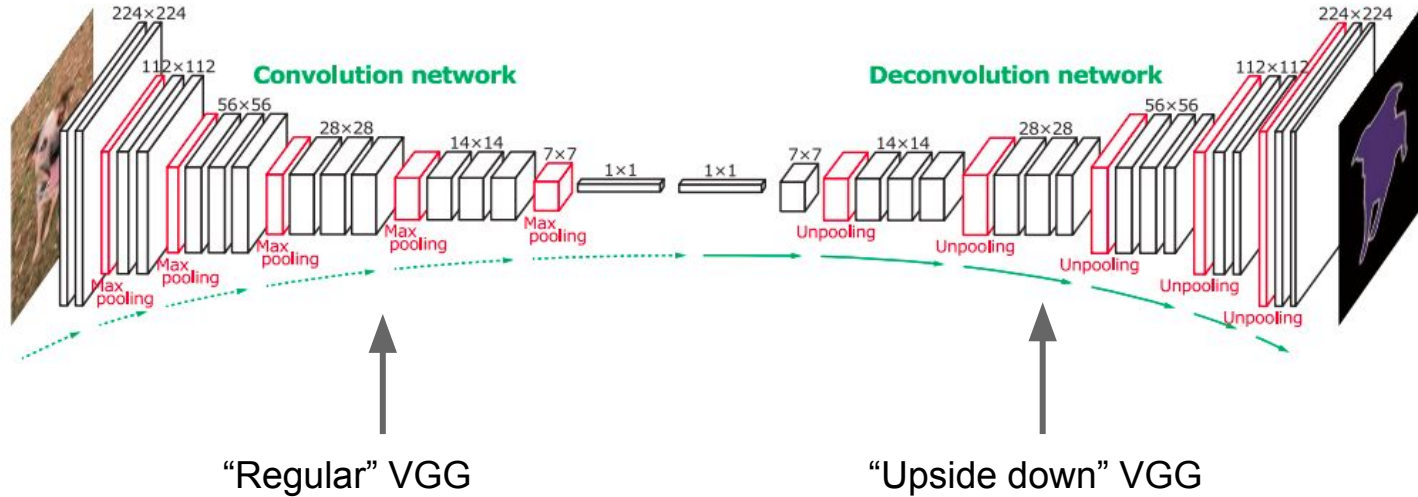 224×224
112×112
Convolution network
56×56
28×28
14×14
7×7
1×1
Max
pooling
Max
pooling
Max
pooling
Max
pooling
Max
pooling
Deconvolution network
1×1
7×7
14×14
28×28
56×56
112×112
224×224
Unpooling
Unpooling
Unpooling
Unpooling
Unpooling
“Regular” VGG
“Upside down” VGG